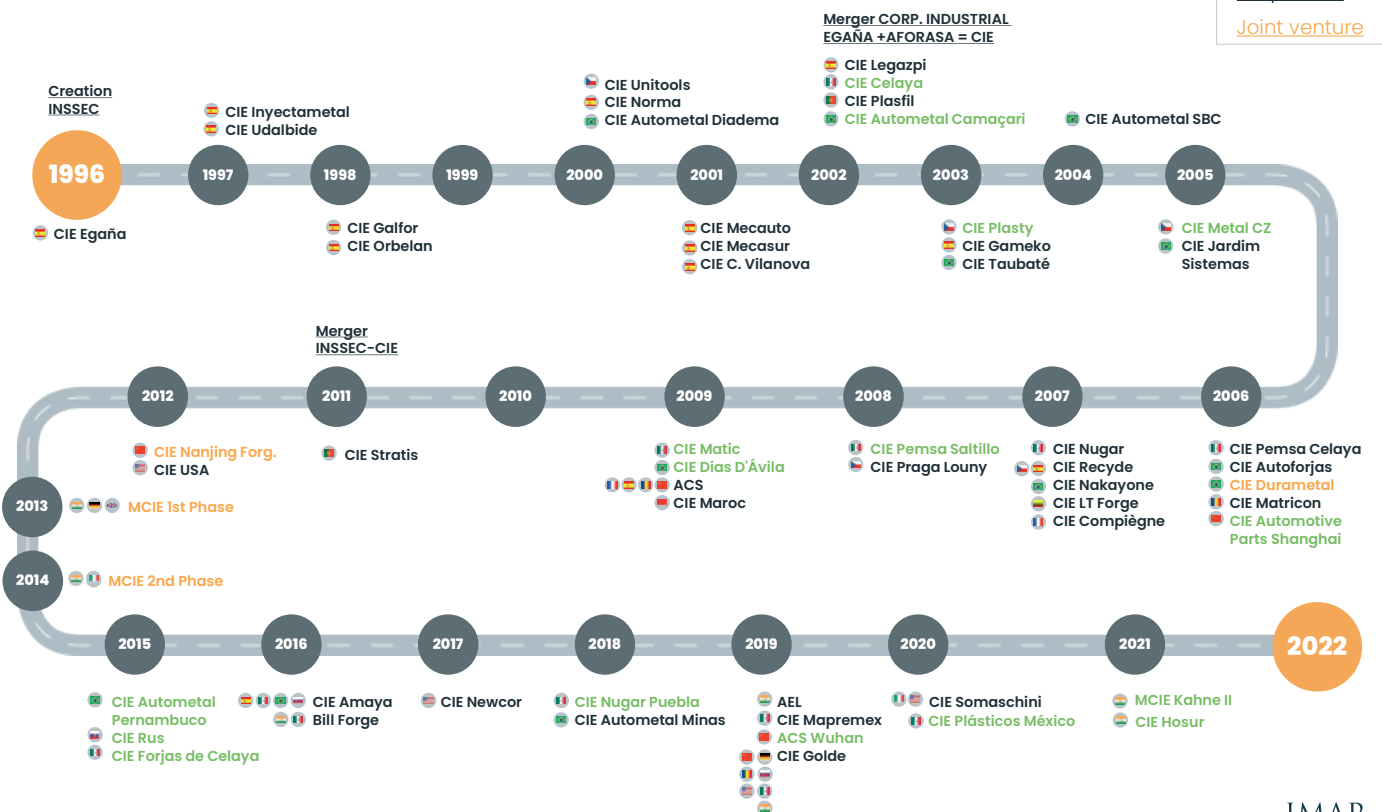 Joint venture
Merger CORP. INDUSTRIAL
EGAÑA +AFORASA = CIE
Creation
INSSEC
CIE Inyectametal
CIE Udalbide
CIE Unitools
CIE Norma
CIE Autometal Diadema
CIE Legazpi
CIE Celaya
CIE Plasfil
CIE Autometal Camaçari
CIE Autometal SBC
1996
1997
1998
1999
2000
2001
2002
2003
2004
2005
CIE Egaña
CIE Galfor
CIE Orbelan
CIE Mecauto
CIE Mecasur
CIE C. Vilanova
CIE Plasty
CIE Gameko
CIE Taubaté
CIE Metal CZ
CIE Jardim
Sistemas
Merger
INSSEC-CIE
2012
2011
2010
2009
2008
2007
2006
CIE Nanjing Forg.
CIE USA
CIE Stratis
CIE Matic
CIE Dias D'Ávila
ACS
CIE Maroc
CIE Pemsa Saltillo
CIE Praga Louny
CIE Nugar
CIE Recyde
CIE Nakayone
CIE LT Forge
CIE Compiègne
CIE Pemsa Celaya
CIE Autoforjas
CIE Durametal
CIE Matricon
CIE Automotive
Parts Shanghai
2013
MCIE 1st Phase
2014
MCIE 2nd Phase
2015
2016
2017
2018
2019
2020
2021
2022
CIE Autometal
Pernambuco
CIE Rus
CIE Forjas de Celaya
CIE Amaya
Bill Forge
CIE Newcor
CIE Nugar Puebla
CIE Autometal Minas
AEL
CIE Mapremex
ACS Wuhan
CIE Golde
CIE Somaschini
CIE Plásticos México
MCIE Kahne II
CIE Hosur